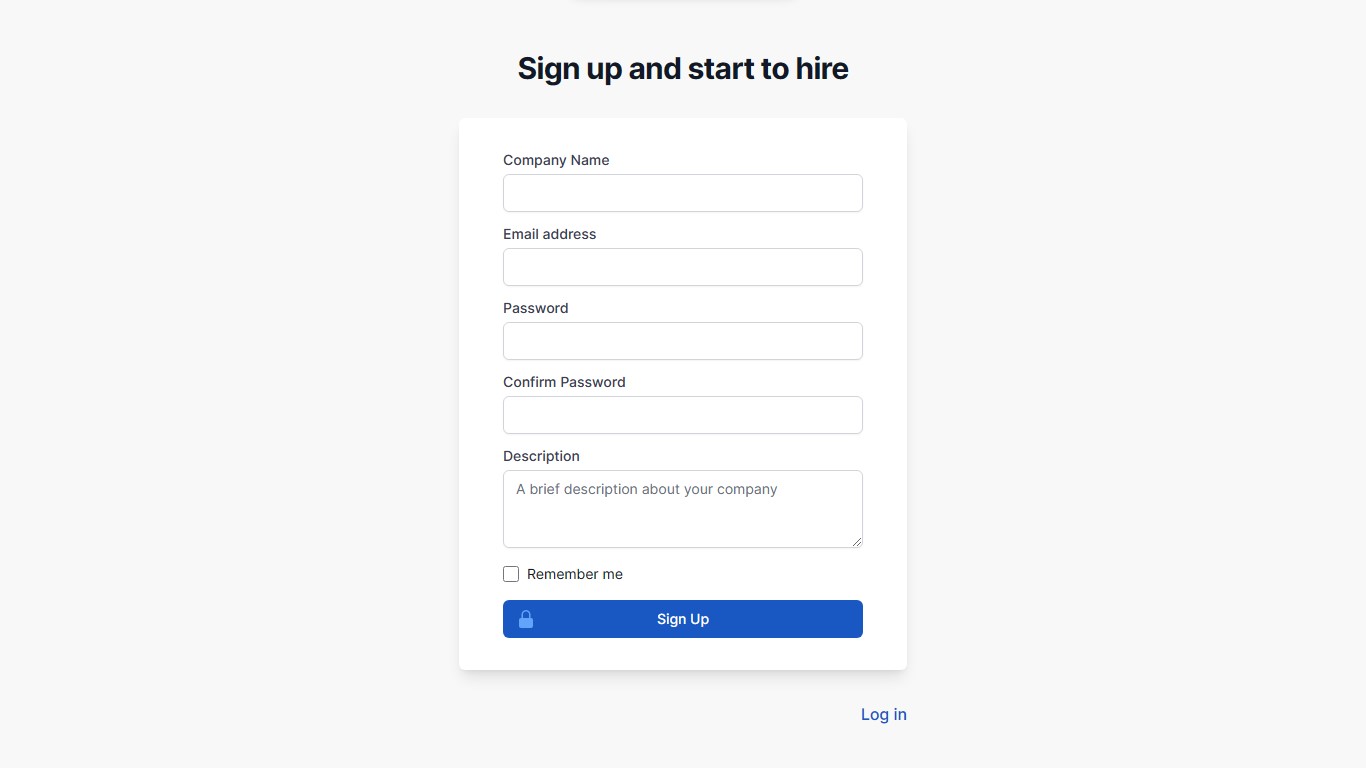 Sign up and start to hire
Company Name
Email address
Password
Confirm Password
Description
A brief description about your company
Remember me
Sign Up
Log in